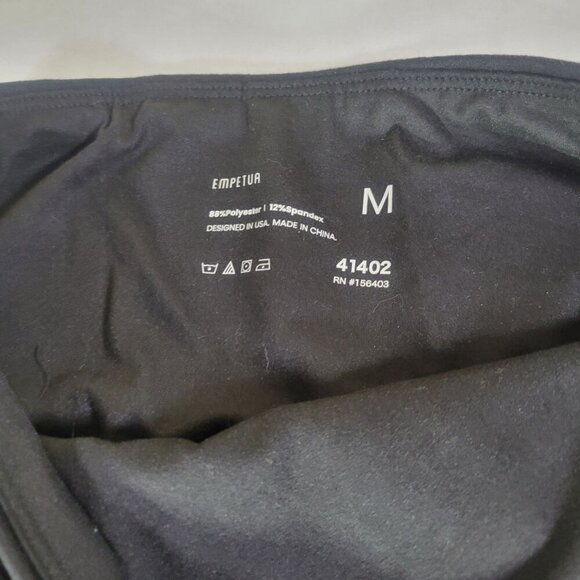 EMPETUA
M
88%Polyester | 12%Spandex
DESIGNED IN USA. MADE IN CHINA.
41402
RN #156403